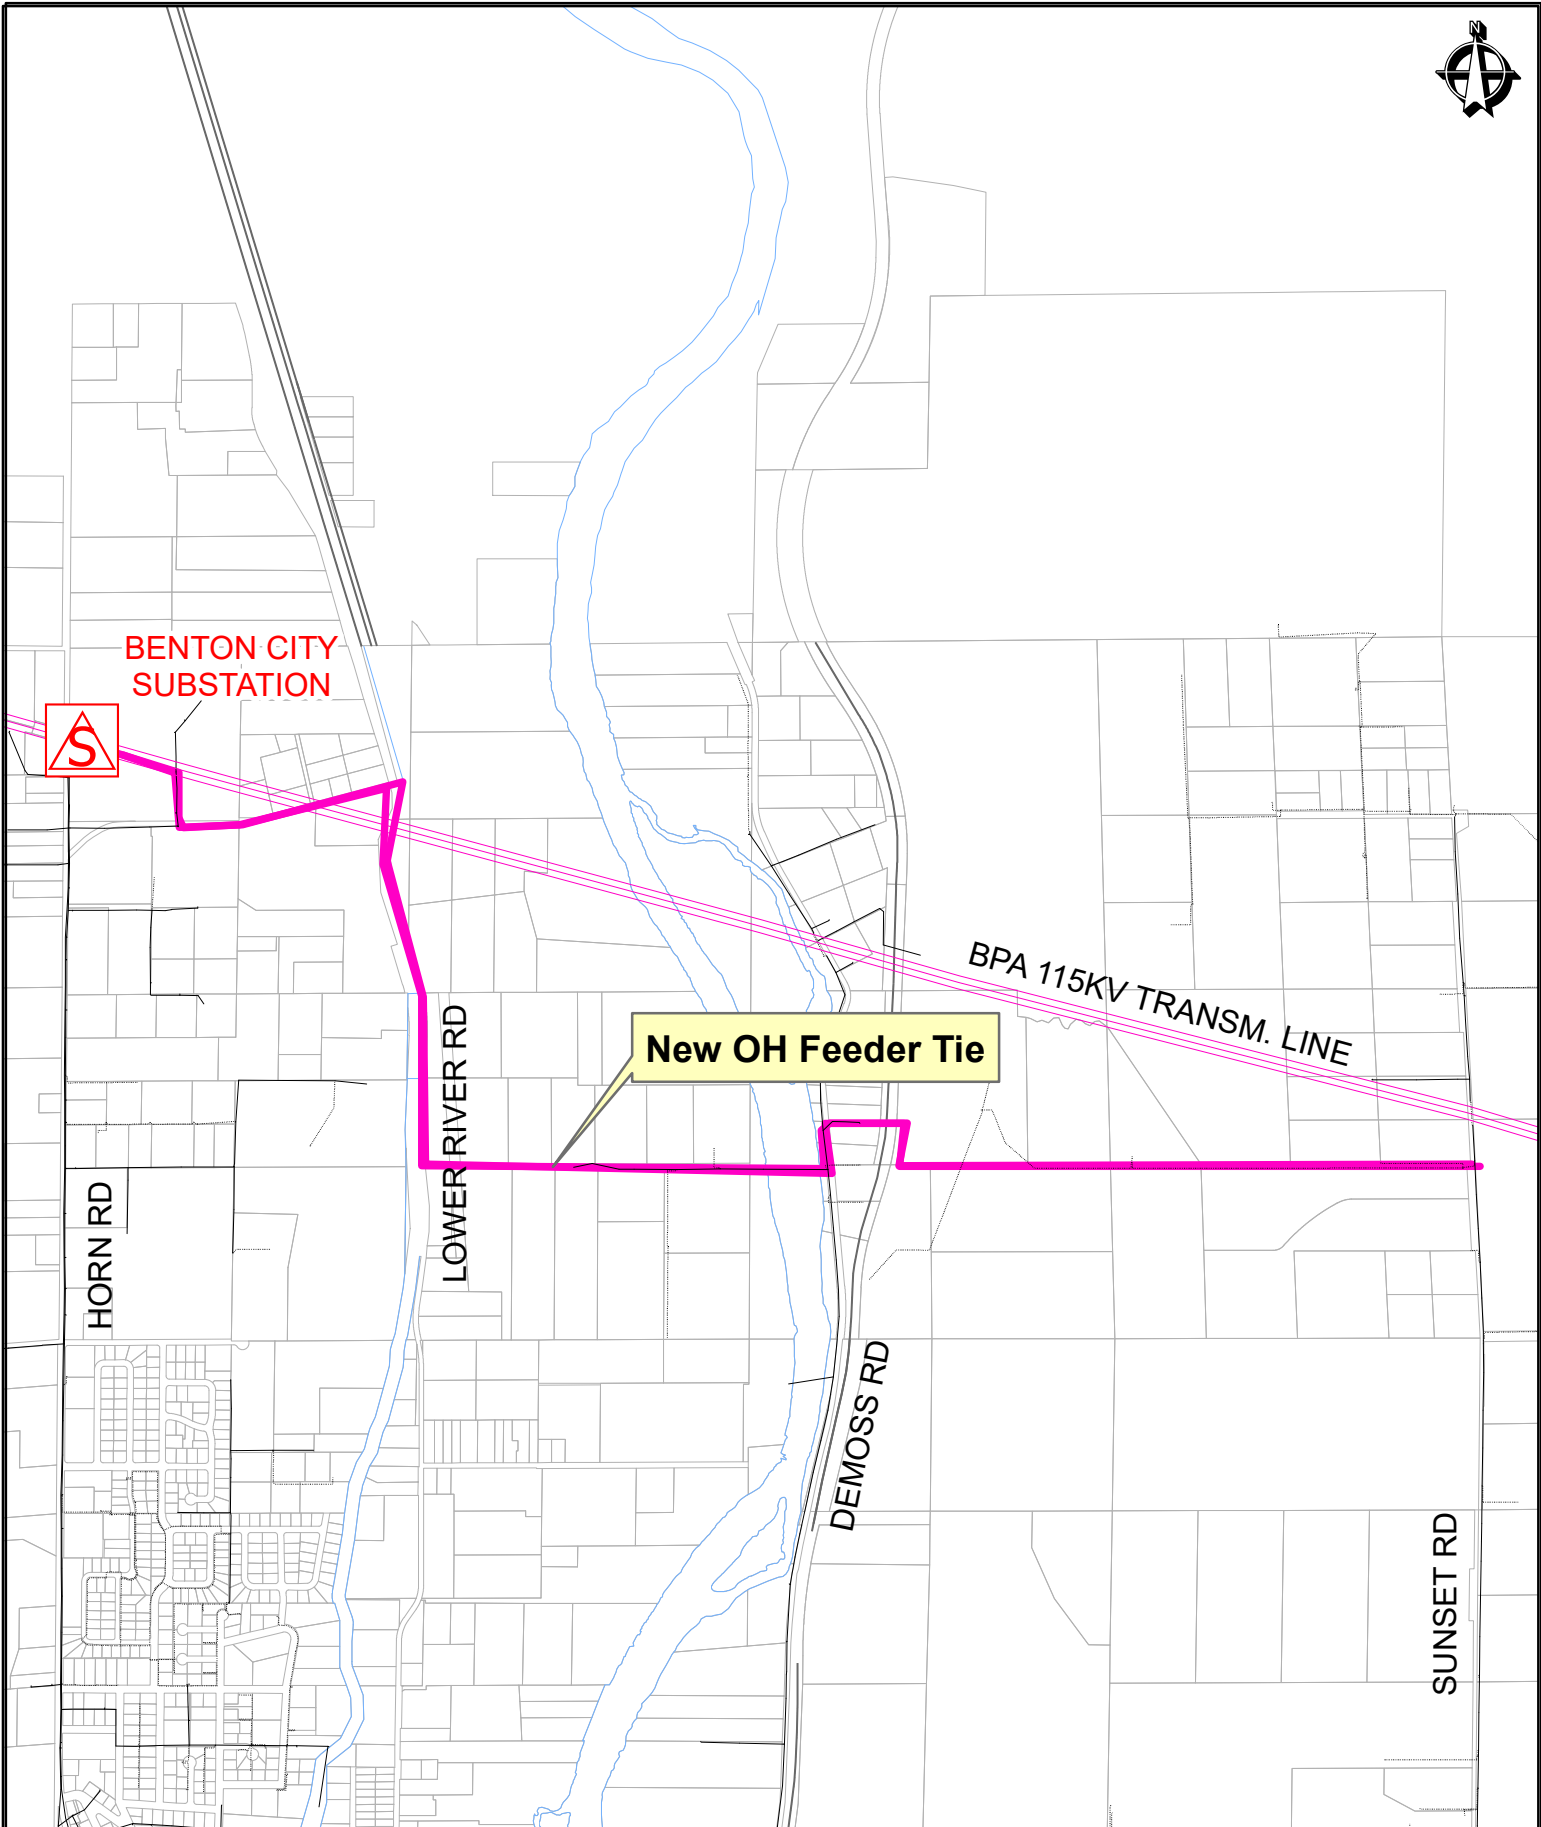 N
BENTON CITY
SUBSTATION
S
BPA 115KV TRANSM. LINE
New OH Feeder Tie
LOWER RIVER RD
HORN RD
DEMOSS RD
SUNSET RD